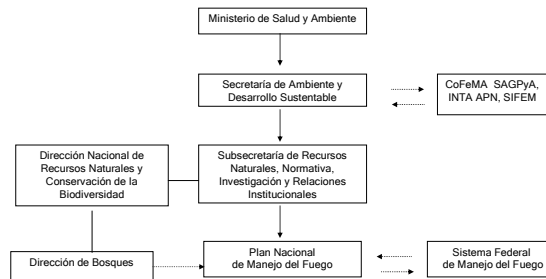 Ministerio de Salud y Ambiente
Secretaría de Ambiente y
Desarrollo Sustentable
CoFeMA SAGPyA,
INTA APN, SIFEM
Dirección Nacional de
Recursos Naturales y
Conservación de la
Biodiversidad
Subsecretaría de Recursos
Naturales, Normativa,
Investigación y Relaciones
Institucionales
Dirección de Bosques
Plan Nacional
de Manejo del Fuego
Sistema Federal
de Manejo del Fuego